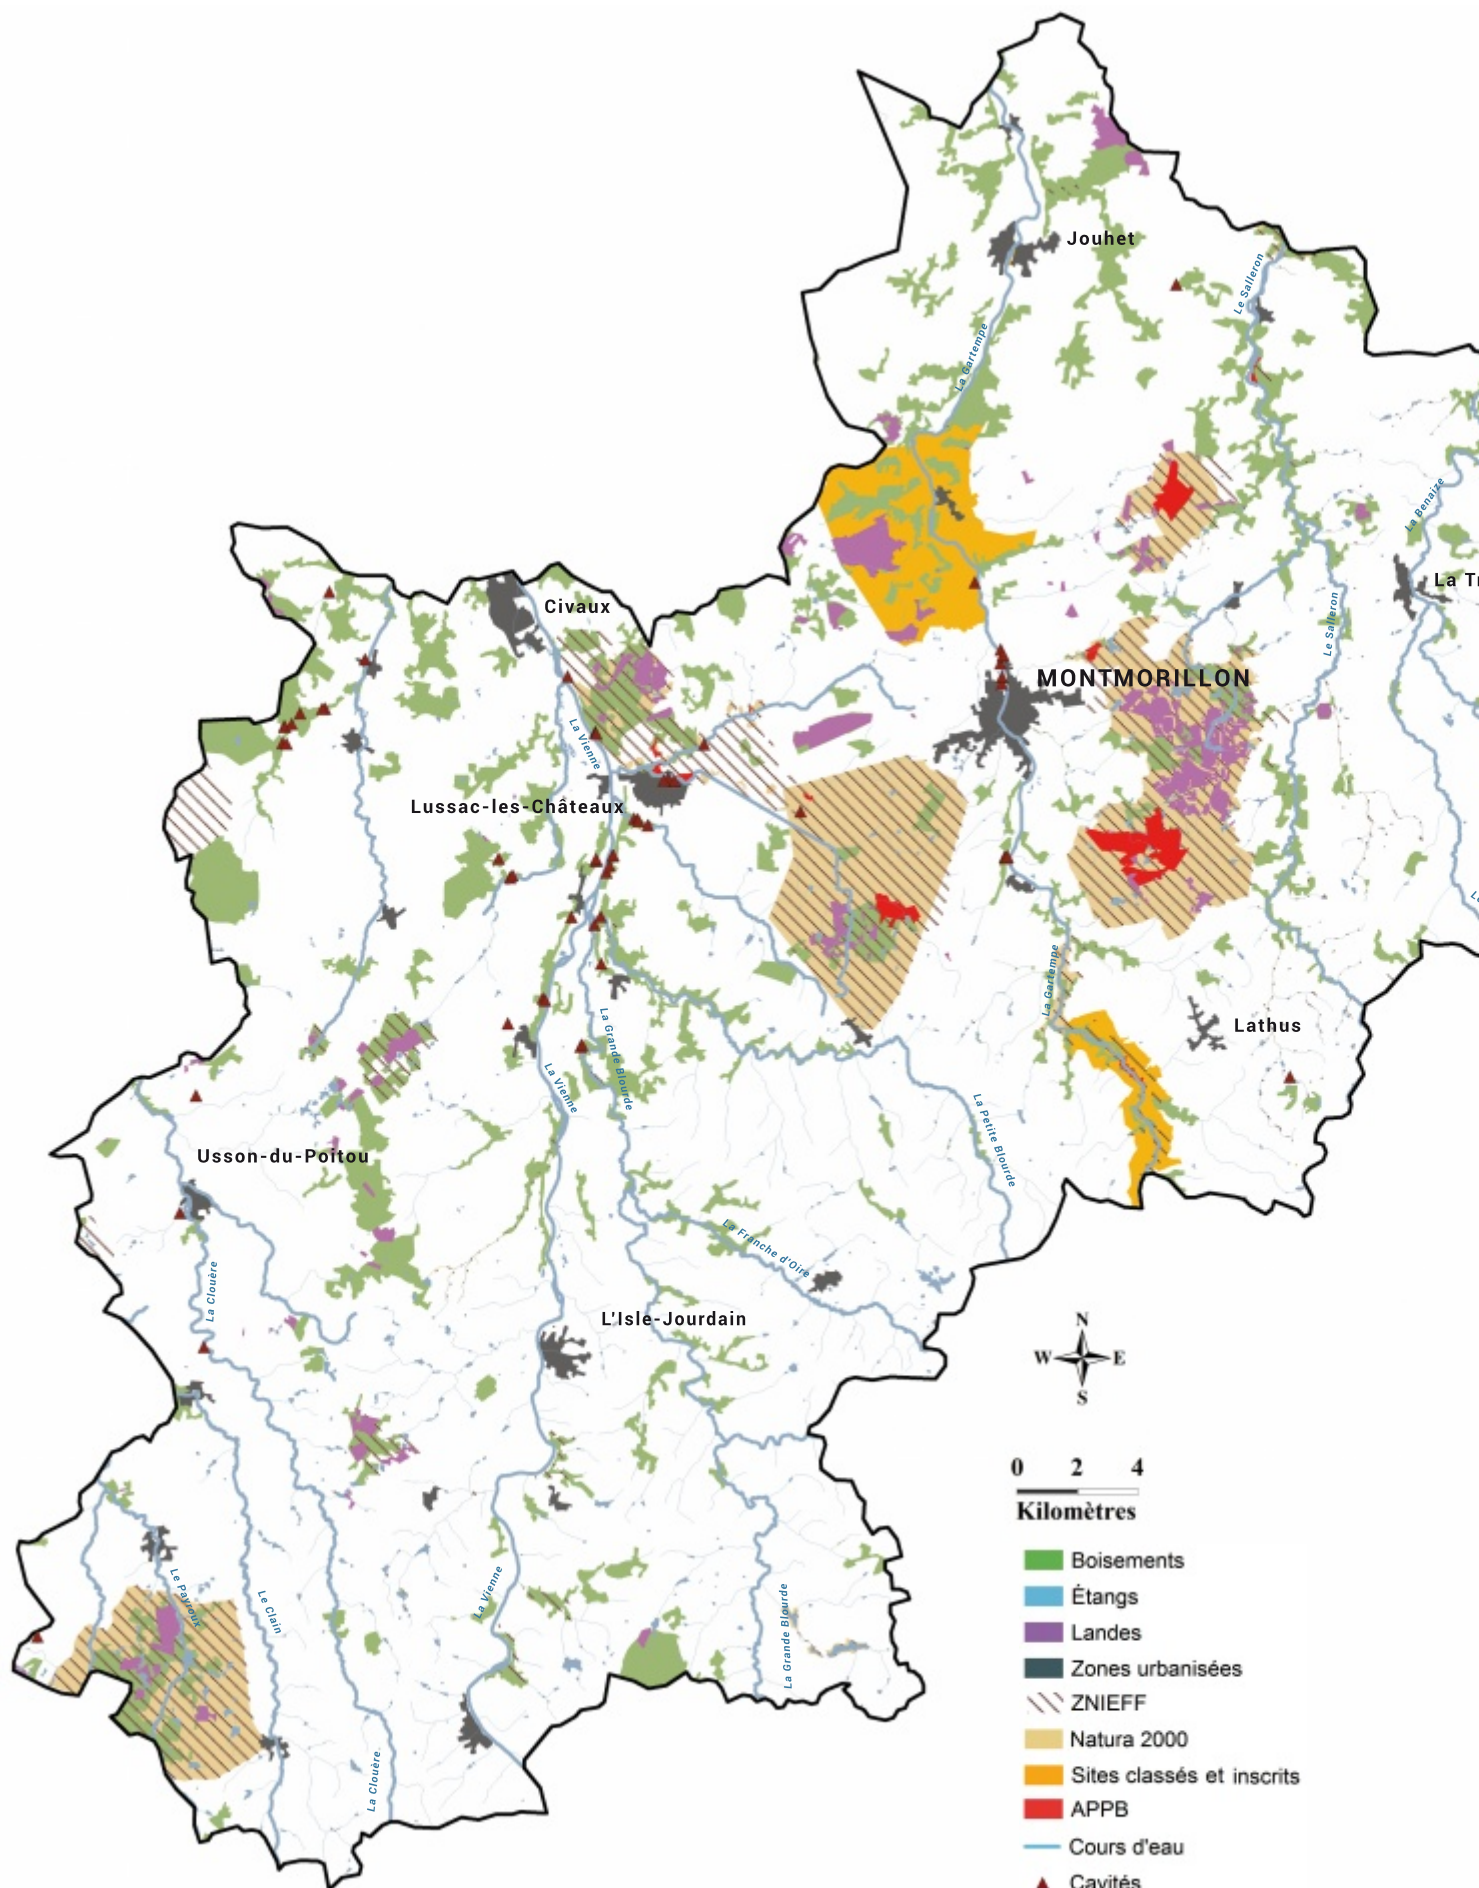 Jouhet
Le Salleron
La Gartempe
La Benaize
La Tr
Civaux
Le Salleron
MONTMORILLON
La Vienne
Lussac-les-Châteaux
La Gartempe
Lathus
La Grande Blourde
La Vienne
La Petite Blourde
Usson-du-Poitou
La Franche d'Oire
La Clouère
L'Isle-Jourdain
N
W E
S
0 2 4
Kilomètres
Boisements
Étangs
Landes
Zones urbanisées
ZNIEFF
Natura 2000
Sites classés et inscrits
APPB
Cours d'eau
Cavités
Le Payroux
Le Clain
La Vienne
La Grande Blourde
La Clouère